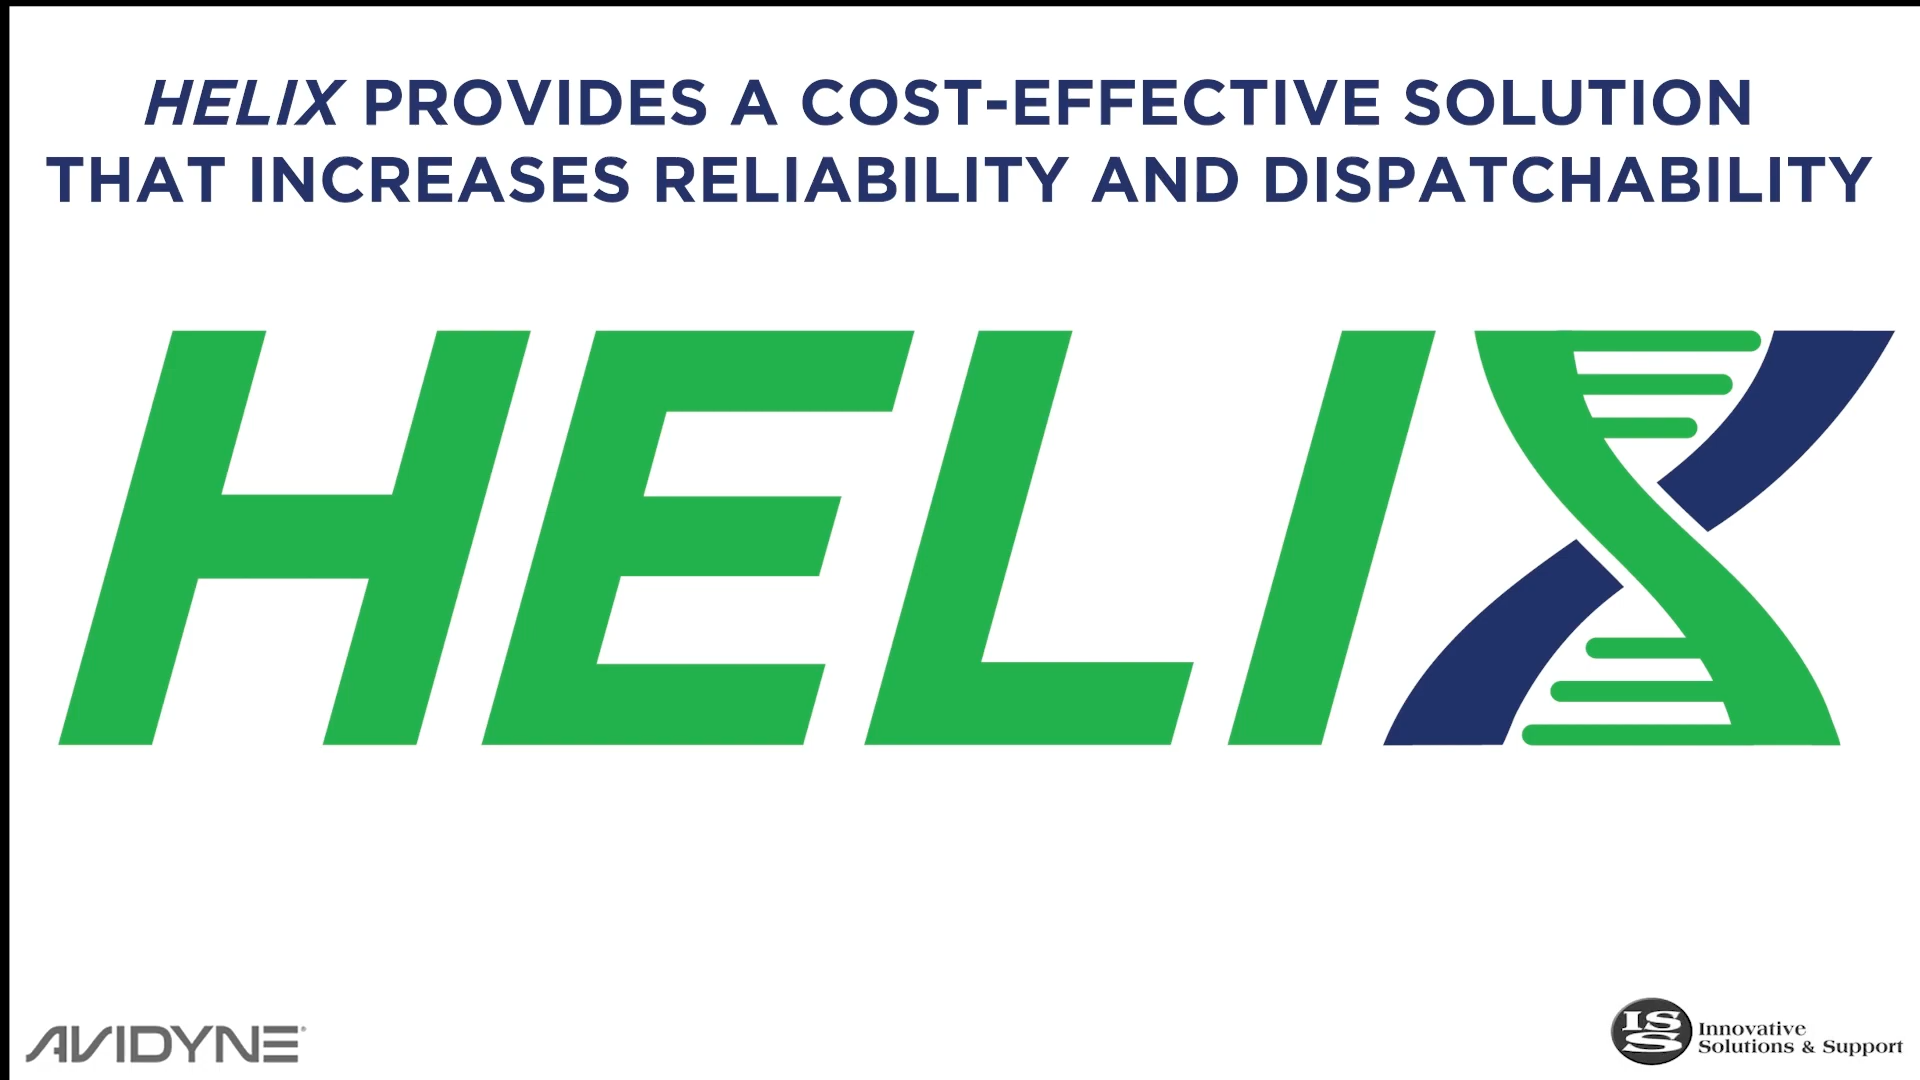 HELIX PROVIDES A COST-EFFECTIVE SOLUTION
THAT INCREASES RELIABILITY AND DISPATCHABILITY
HELIX
AVIDYNE®
ISS
Innovative
Solutions & Support